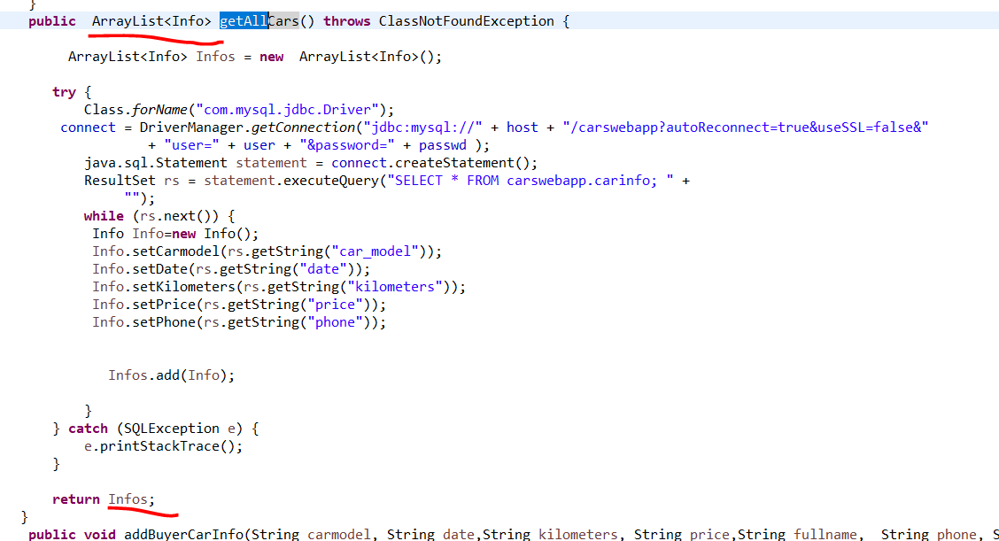 }
public ArrayList<Info> getAllCars() throws ClassNotFoundException {
ArrayList<Info> Infos = new ArrayList<Info>();
try {
Class.forName("com.mysql.jdbc.Driver");
connect = DriverManager.getConnection("jdbc:mysql://" + host + "/carswebapp?autoReconnect=true&useSSL=false&"
+ "user=" + user + "&password=" + passwd );
java.sql.Statement statement = connect.createStatement();
ResultSet rs = statement.executeQuery("SELECT * FROM carswebapp.carinfo; " +
"");
while (rs.next()) {
Info Info=new Info();
Info.setCarmodel(rs.getString("car_model"));
Info.setDate(rs.getString("date"));
Info.setKilometers(rs.getString("kilometers"));
Info.setPrice(rs.getString("price"));
Info.setPhone(rs.getString("phone"));
Infos.add(Info);
}
} catch (SQLException e) {
e.printStackTrace();
}
return Infos;
}
public void addBuyerCarInfo(String carmodel, String date,String kilometers, String price,String fullname, String phone, S